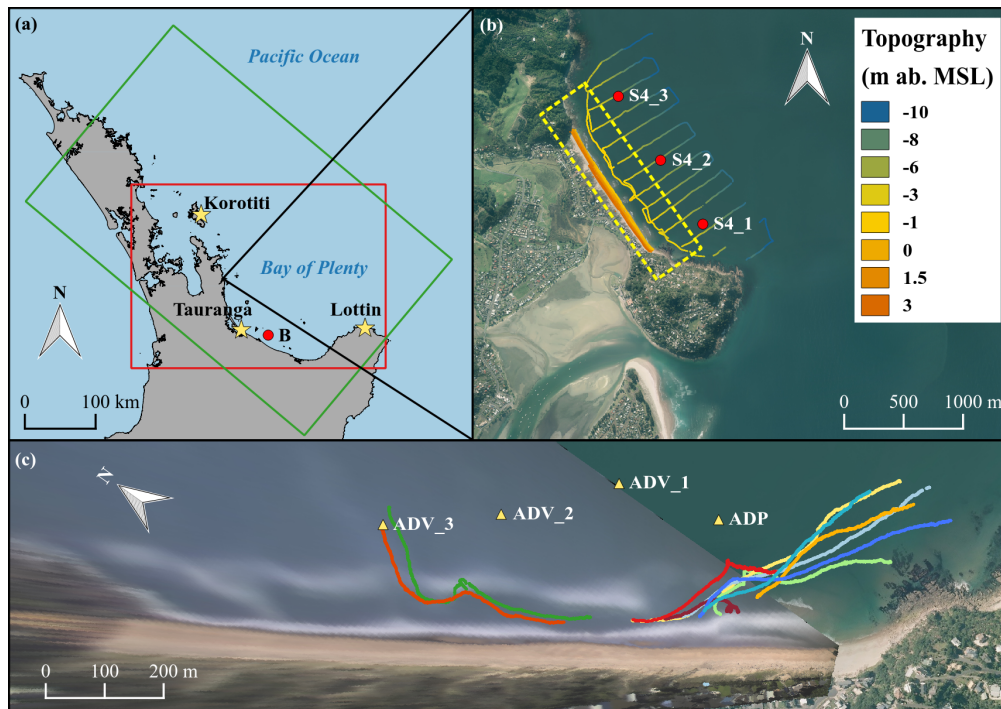 (a)
Pacific Ocean
Korotiti
Bay of Plenty
Tauranga
Lottin
B
N
0 100 km
(b)
N
S4_3
S4_2
S4_1
0 500 1000 m
Topography
(m ab. MSL)
-10
-8
-6
-3
-1
0
1.5
3
(c)
N
ADV_1
ADV_2
ADV_3
ADP
0 100 200 m